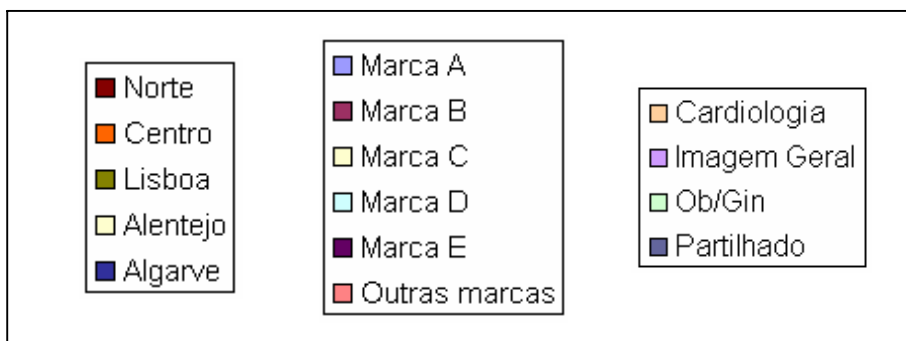 Norte
Centro
Lisboa
Alentejo
Algarve
Marca A
Marca B
Marca C
Marca D
Marca E
Outras marcas
Cardiologia
Imagem Geral
Ob/Gin
Partilhado